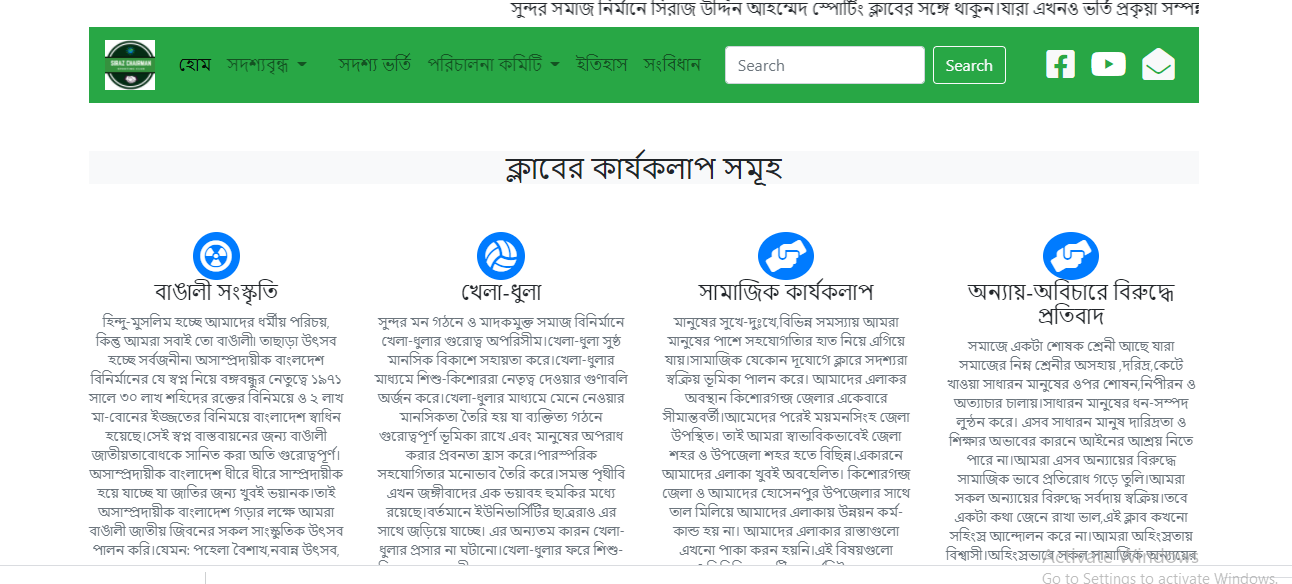 সুন্দর সমাজ নির্মানে সিরাজ উদ্দিন আহম্মেদ স্পোর্টিং ক্লাবের সঙ্গে থাকুন।যারা এখনও ভর্তি প্রকৃয়া সম্পন্ন
SIRAZ CHAIRMAN
হোম সদশ্যবৃন্ধ সদশ্য ভর্তি পরিচালনা কমিটি ইতিহাস সংবিধান Search Search
ক্লাবের কার্যকলাপ সমূহ
বাঙালী সংস্কৃতি
হিন্দু-মুসলিম হচ্ছে আমাদের ধর্মীয় পরিচয়,
কিন্তু আমরা সবাই তো বাঙালী। তাছাড়া উৎসব
হচ্ছে সর্বজনীন। অসাম্প্রদায়ীক বাংলাদেশ
বিনির্মানের যে স্বপ্ন নিয়ে বঙ্গবন্ধুর নেতৃত্বে ১৯৭১
সালে ৩০ লাখ শহিদের রক্তের বিনিময়ে ও ২ লাখ
মা-বোনের ইজ্জতের বিনিময়ে বাংলাদেশ স্বাধিন
হয়েছে।সেই স্বপ্ন বাস্তবায়নের জন্য বাঙালী
জাতীয়তাবোধকে সানিত করা অতি গুরোত্বপূর্ণ।
অসাম্প্রদায়ীক বাংলাদেশ ধীরে ধীরে সাম্প্রদায়ীক
হয়ে যাচ্ছে যা জাতির জন্য খুবই ভয়ানক।তাই
অসাম্প্রদায়ীক বাংলাদেশ গড়ার লক্ষে আমরা
বাঙালী জাতীয় জিবনের সকল সাংস্কৃতিক উৎসব
পালন করি।যেমন: পহেলা বৈশাখ,নবান্ন উৎসব,
খেলা-ধুলা
সুন্দর মন গঠনে ও মাদকমুক্ত সমাজ বিনির্মানে
খেলা-ধুলার গুরোত্ব অপরিসীম।খেলা-ধুলা সুষ্ঠ
মানসিক বিকাশে সহায়তা করে।খেলা-ধুলার
মাধ্যমে শিশু-কিশোররা নেতৃত্ব দেওয়ার গুণাবলি
অর্জন করে।খেলা-ধুলার মাধ্যমে মেনে নেওয়ার
মানসিকতা তৈরি হয় যা ব্যক্তিত্য গঠনে
গুরোত্বপূর্ণ ভূমিকা রাখে এবং মানুষের অপরাধ
করার প্রবনতা হ্রাস করে।পারস্পরিক
সহযোগিতার মনোভাব তৈরি করে।সমস্ত পৃথীবি
এখন জঙ্গীবাদের এক ভয়াবহ হুমকির মধ্যে
রয়েছে।বর্তমানে ইউনিভার্সিটির ছাত্ররাও এর
সাথে জড়িয়ে যাচ্ছে। এর অন্যতম কারন খেলা-
ধুলার প্রসার না ঘটানো।খেলা-ধুলার ফরে শিশু-
সামাজিক কার্যকলাপ
মানুষের সুখে-দুঃখে,বিভিন্ন সমস্যায় আমরা
মানুষের পাশে সহযোগতিার হাত নিয়ে এগিয়ে
যায়।সামাজিক যেকোন দূযোগে ক্লারে সদশ্যরা
স্বক্রিয় ভূমিকা পালন করে। আমাদের এলাকর
অবস্থান কিশোরগন্জ জেলার একেবারে
সীমান্তবর্তী।আমেদের পরেই ময়মনসিংহ জেলা
উপস্থিত। তাই আমরা স্বাভাবিকভাবেই জেলা
শহর ও উপজেলা শহর হতে বিছিন্ন।একারনে
আমাদের এলাকা খুবই অবহেলিত। কিশোরগন্জ
জেলা ও আমাদের হোসেনপুর উপজেলার সাথে
তাল মিলিয়ে আমাদের এলাকায় উন্নয়ন কর্ম-
কান্ড হয় না। আমাদের এলাকার রাস্তাগুলো
এখনো পাকা করন হয়নি।এই বিষয়গুলো
অন্যায়-অবিচারে বিরুদ্ধে
প্রতিবাদ
সমাজে একটা শোষক শ্রেনী আছে যারা
সমাজের নিম্ন শ্রেনীর অসহায় ,দরিদ্র,কেটে
খাওয়া সাধারন মানুষের ওপর শোষন,নিপীরন ও
অত্যাচার চালায়।সাধারন মানুষের ধন-সম্পদ
লুন্ঠন করে। এসব সাধারন মানুষ দারিদ্রতা ও
শিক্ষার অভাবের কারনে আইনের আশ্রয় নিতে
পারে না।আমরা এসব অন্যায়ের বিরুদ্ধে
সামাজিক ভাবে প্রতিরোধ গড়ে তুলি।আমরা
সকল অন্যায়ের বিরুদ্ধে সর্বদায় স্বক্রিয়।তবে
একটা কথা জেনে রাখা ভাল,এই ক্লাব কখনো
সহিংস্র আন্দোলন করে না।আমরা অহিংস্রতায়
বিশ্বাসী।অহিংস্রভাবে সকল সামাজিক অন্যায়ের
Activate Windows
Go to Settings to activate Windows.